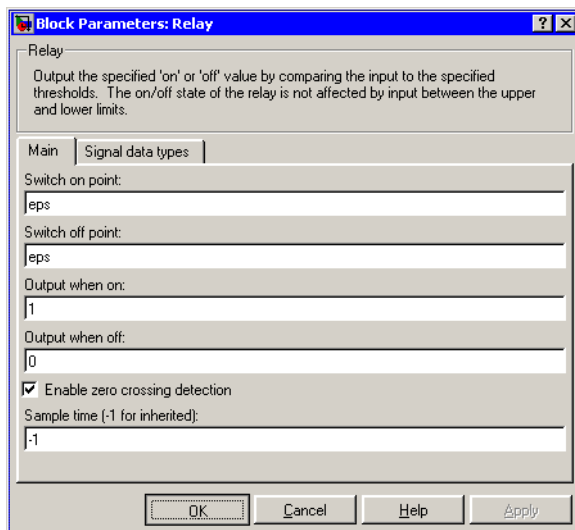 Block Parameters: Relay
Relay
Output the specified 'on' or 'off' value by comparing the input to the specified
thresholds. The on/off state of the relay is not affected by input between the upper
and lower limits.
Main Signal data types
Switch on point:
eps
Switch off point:
eps
Output when on:
1
Output when off:
0
Enable zero crossing detection
Sample time (-1 for inherited):
-1
OK Cancel Help Apply